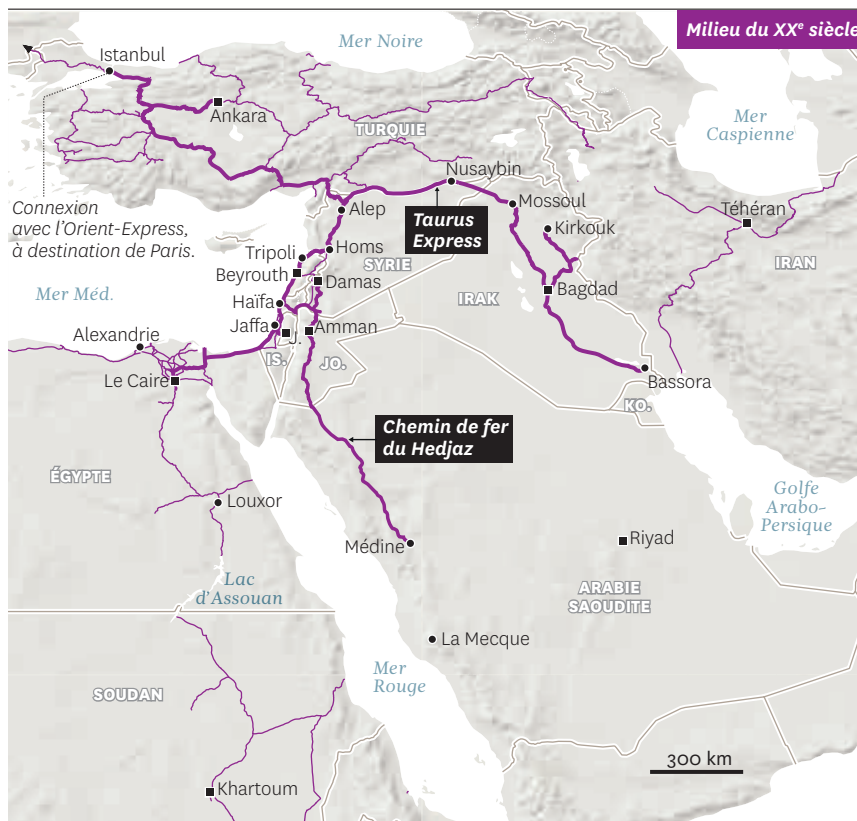 Milieu du XXe siècle
Mer Noire
Istanbul
Ankara
TURQUIE
Mer
Caspienne
Connexion
avec l’Orient-Express,
à destination de Paris.
Nusaybin
Mossoul
Alep
Taurus
Express
Kirkouk
Téhéran
Tripoli
Homs
Beyrouth
SYRIE
IRAN
Damas
Mer Méd.
Haïfa
IRAK
Bagdad
Jaffa
J.
Amman
Alexandrie
IS.
JO.
Le Caire
Bassora
KO.
Chemin de fer
du Hedjaz
ÉGYPTE
Louxor
Golfe
Arabo-
Persique
Médine
Riyad
Lac
d’Assouan
ARABIE
SAOUDITE
La Mecque
Mer
Rouge
SOUDAN
300 km
Khartoum